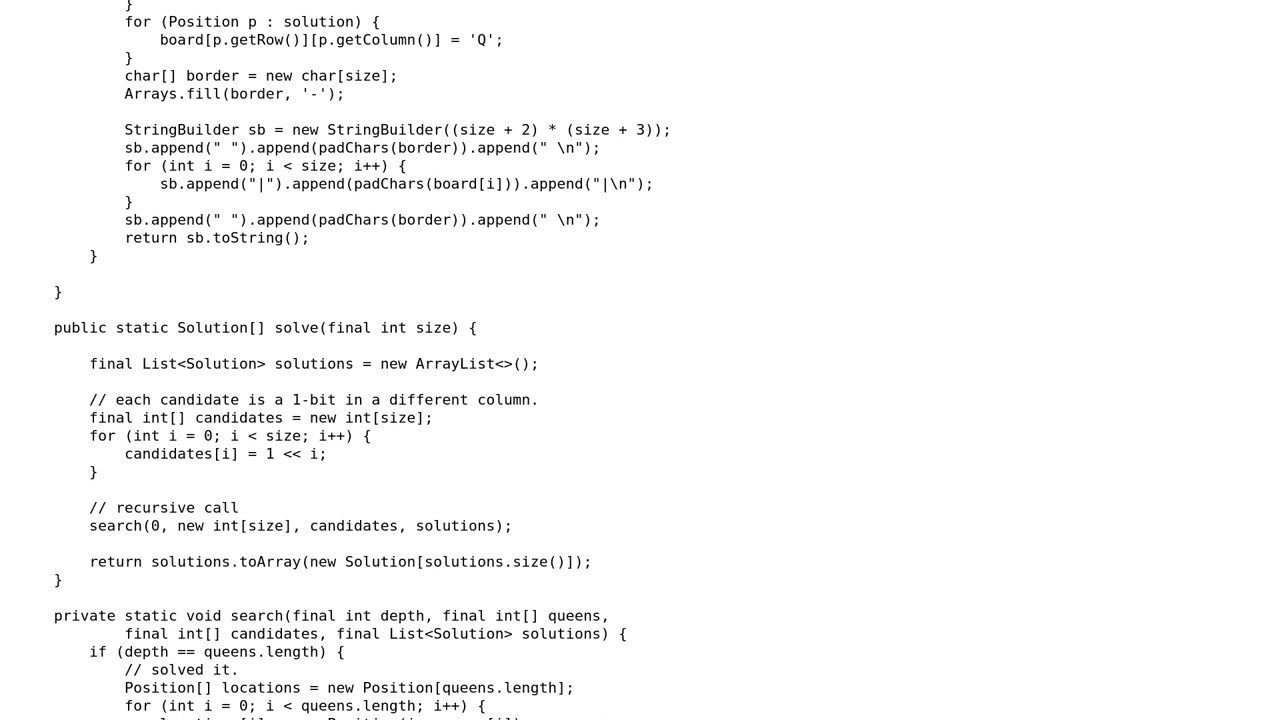 }
        for (Position p : solution) {
            board[p.getRow()][p.getColumn()] = 'Q';
        }
        char[] border = new char[size];
        Arrays.fill(border, '-');

        StringBuilder sb = new StringBuilder((size + 2) * (size + 3));
        sb.append(" ").append(padChars(border)).append(" \n");
        for (int i = 0; i < size; i++) {
            sb.append("|").append(padChars(board[i])).append("|\n");
        }
        sb.append(" ").append(padChars(border)).append(" \n");
        return sb.toString();
    }

}

public static Solution[] solve(final int size) {

    final List<Solution> solutions = new ArrayList<>();

    // each candidate is a 1-bit in a different column.
    final int[] candidates = new int[size];
    for (int i = 0; i < size; i++) {
        candidates[i] = 1 << i;
    }

    // recursive call
    search(0, new int[size], candidates, solutions);

    return solutions.toArray(new Solution[solutions.size()]);
}

private static void search(final int depth, final int[] queens,
        final int[] candidates, final List<Solution> solutions) {
    if (depth == queens.length) {
        // solved it.
        Position[] locations = new Position[queens.length];
        for (int i = 0; i < queens.length; i++) {